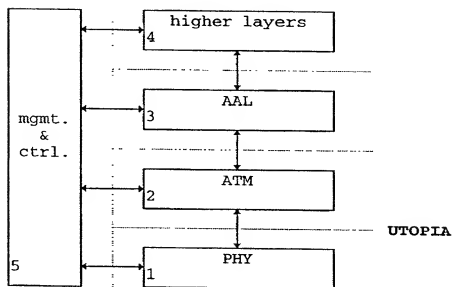 higher layers
4
AAL
3
mgmt.
&
ctrl.
ATM
2
UTOPIA
PHY
1
5